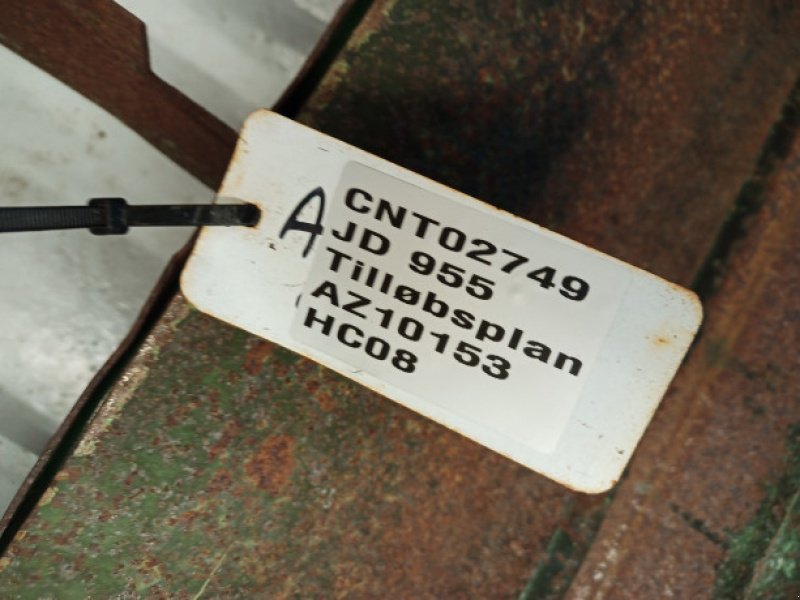 A
CNT02749
JD 955
Tilløbsplan
AZ10153
HC08